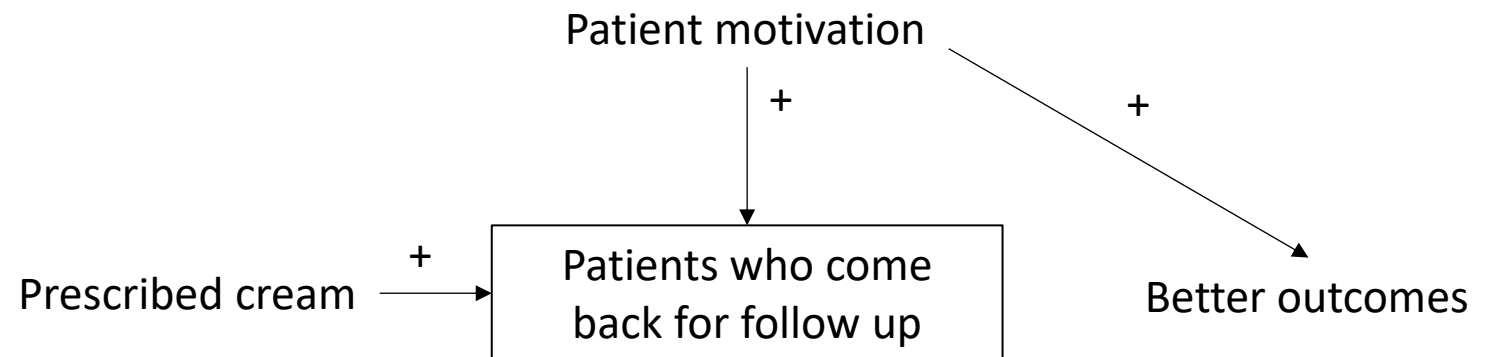 Patient motivation
+
+
+
Prescribed cream
Patients who come
back for follow up
Better outcomes